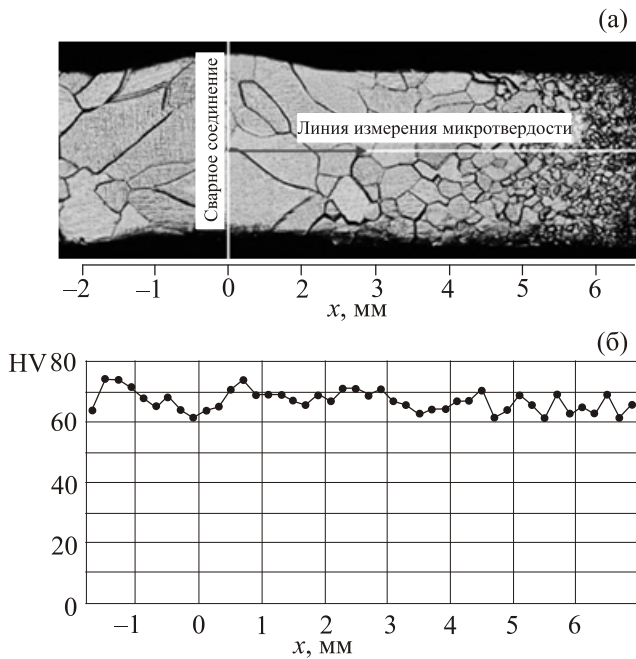 (а)
Сварное соединение
Линия измерения микротвердости
–2 –1 0 1 2 3 4 5 6
x, мм
(б)
HV 80
60
40
20
0
–1 0 1 2 3 4 5 6
x, мм